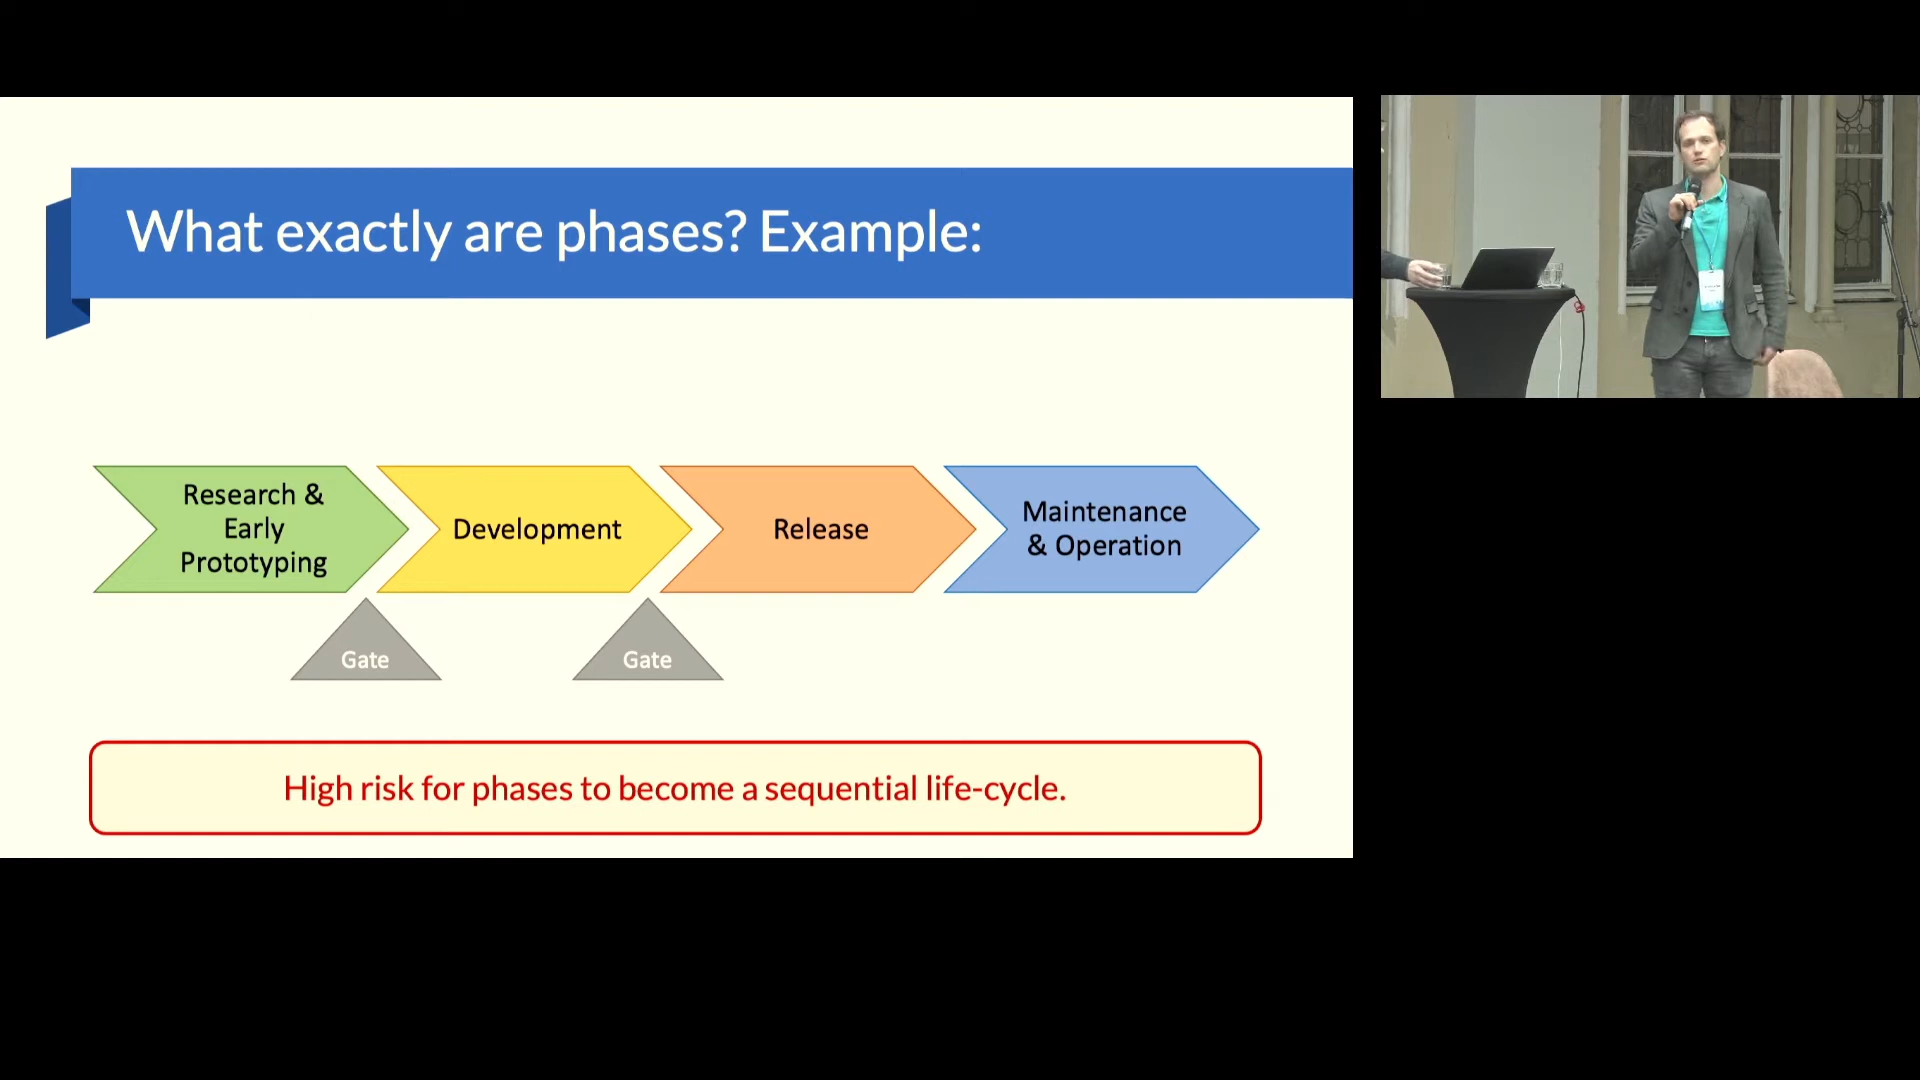 What exactly are phases? Example:
Research &
Early
Prototyping
Development
Release
Maintenance
& Operation
Gate
Gate
High risk for phases to become a sequential life-cycle.